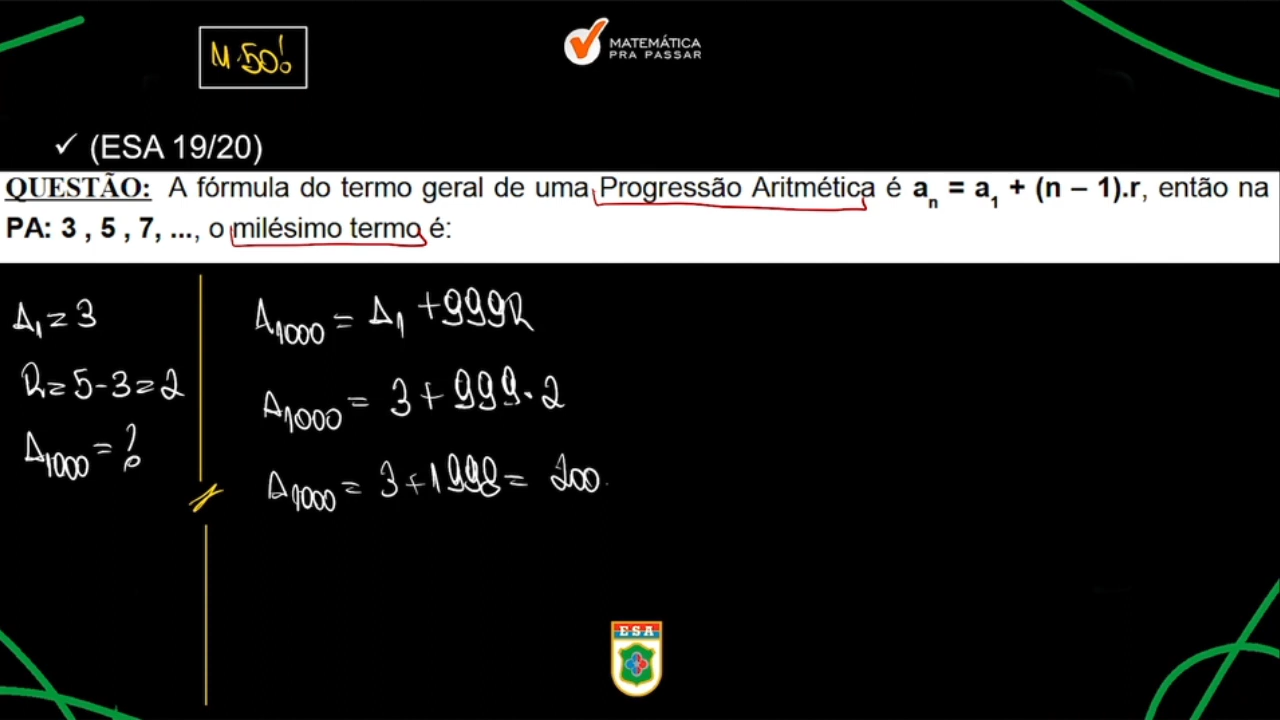 M.50!
MATEMÁTICA
PRA PASSAR
✓ (ESA 19/20)
QUESTÃO: A fórmula do termo geral de uma Progressão Aritmética é aₙ = a₁ + (n – 1).r, então na
PA: 3 , 5 , 7, ..., o milésimo termo é:
A₁ = 3
R = 5-3 = 2
A₁₀₀₀ = ?
A₁₀₀₀ = A₁ + 999R
A₁₀₀₀ = 3 + 999.2
A₁₀₀₀ = 3 + 1998 = 200
ESA